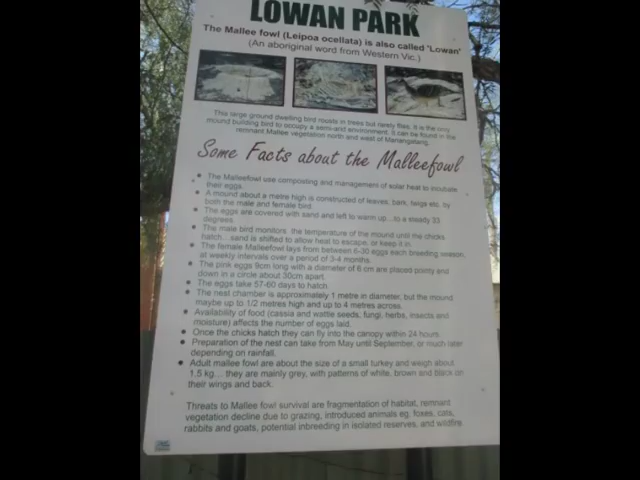 LOWAN PARK
The Mallee fowl (Leipoa ocellata) is also called 'Lowan'
(An aboriginal word from Western Vic.)
This large ground dwelling bird roosts in trees but rarely flies. It is the only
mound building bird to occupy a semi-arid environment. It can be found in the
remnant Mallee vegetation north and west of Manangatang.
Some Facts about the Malleefowl
The Malleefowl use composting and management of solar heat to incubate
their eggs.
A mound about a metre high is constructed of leaves, bark, twigs etc. by
both the male and female bird.
The eggs are covered with sand and left to warm up...to a steady 33
degrees.
The male bird monitors the temperature of the mound until the chicks
hatch... sand is shifted to allow heat to escape, or keep it in.
The female Malleefowl lays from between 6-30 eggs each breeding season,
at weekly intervals over a period of 3-4 months.
The pink eggs 9cm long with a diameter of 6 cm are placed pointy end
down in a circle about 30cm apart.
The eggs take 57-60 days to hatch.
The nest chamber is approximately 1 metre in diameter, but the mound
maybe up to 1/2 metres high and up to 4 metres across.
Availability of food (cassia and wattle seeds, fungi, herbs, insects and
moisture) affects the number of eggs laid.
Once the chicks hatch they can fly into the canopy within 24 hours.
Preparation of the nest can take from May until September, or much later
depending on rainfall.
Adult mallee fowl are about the size of a small turkey and weigh about
1.5 kg... they are mainly grey, with patterns of white, brown and black on
their wings and back.
Threats to Mallee fowl survival are fragmentation of habitat, remnant
vegetation decline due to grazing, introduced animals eg. foxes, cats,
rabbits and goats, potential inbreeding in isolated reserves, and wildfire.